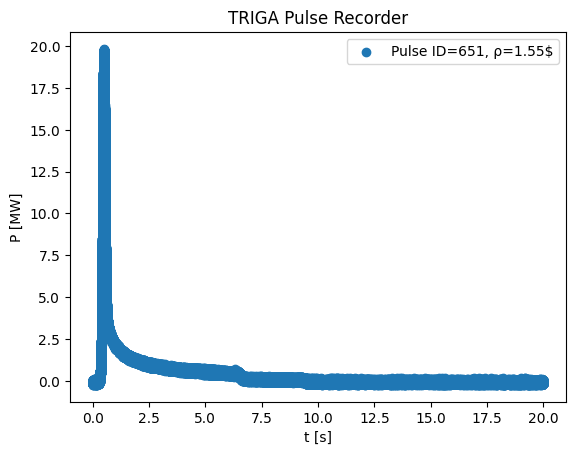 TRIGA Pulse Recorder
Pulse ID=651, ρ=1.55$
P [MW]
20.0
17.5
15.0
12.5
10.0
7.5
5.0
2.5
0.0
0.0 2.5 5.0 7.5 10.0 12.5 15.0 17.5 20.0
t [s]